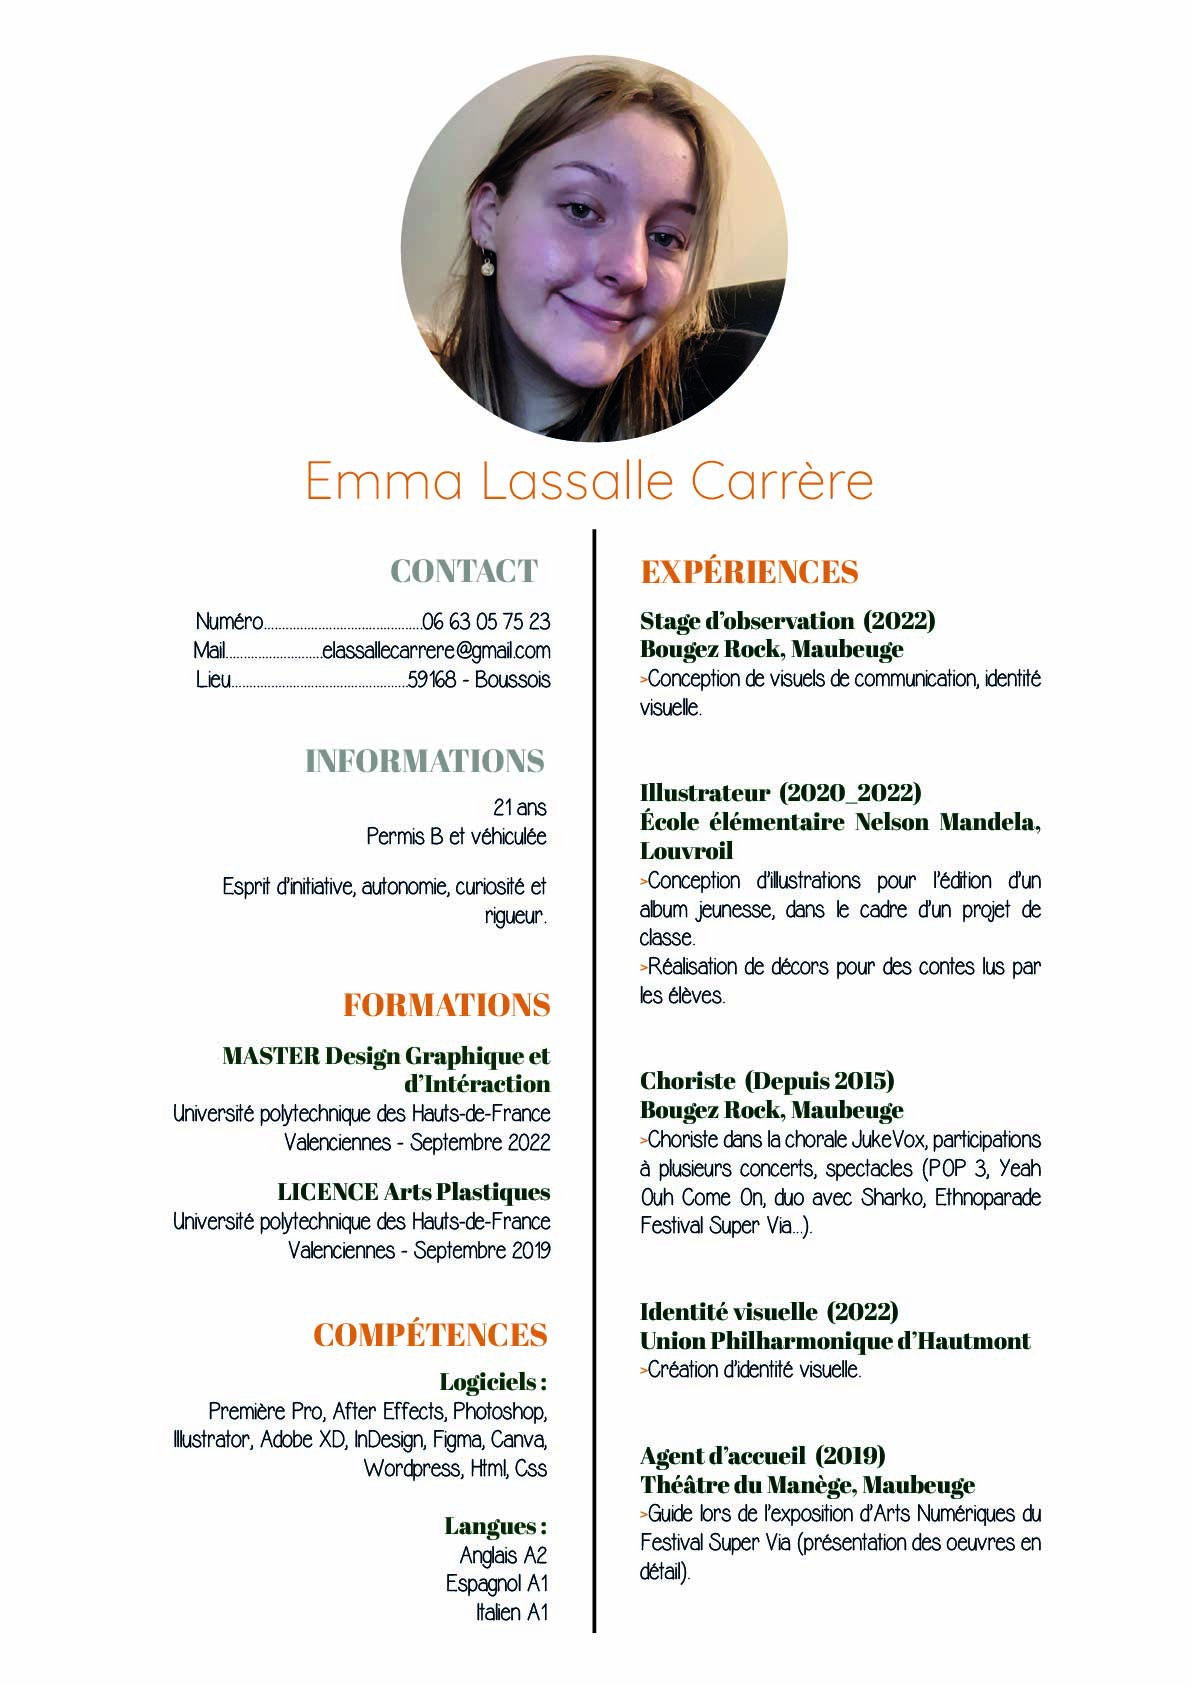 Emma Lassalle Carrère
CONTACT
Numéro............................................06 63 05 75 23
Mail...........................elassallecarrere@gmail.com
Lieu.................................................59168 - Boussois
INFORMATIONS
21 ans
Permis B et véhiculée
Esprit d'initiative, autonomie, curiosité et
rigueur.
FORMATIONS
MASTER Design Graphique et
d'Intéraction
Université polytechnique des Hauts-de-France
Valenciennes - Septembre 2022
LICENCE Arts Plastiques
Université polytechnique des Hauts-de-France
Valenciennes - Septembre 2019
COMPÉTENCES
Logiciels :
Première Pro, After Effects, Photoshop,
Illustrator, Adobe XD, InDesign, Figma, Canva,
Wordpress, Html, Css
Langues :
Anglais A2
Espagnol A1
Italien A1
EXPÉRIENCES
Stage d'observation (2022)
Bougez Rock, Maubeuge
>Conception de visuels de communication, identité
visuelle.
Illustrateur (2020_2022)
École élémentaire Nelson Mandela,
Louvroil
>Conception d'illustrations pour l'édition d'un
album jeunesse, dans le cadre d'un projet de
classe.
>Réalisation de décors pour des contes lus par
les élèves.
Choriste (Depuis 2015)
Bougez Rock, Maubeuge
>Choriste dans la chorale JukeVox, participations
à plusieurs concerts, spectacles (POP 3, Yeah
Ouh Come On, duo avec Sharko, Ethnoparade
Festival Super Via...).
Identité visuelle (2022)
Union Philharmonique d'Hautmont
>Création d'identité visuelle.
Agent d'accueil (2019)
Théâtre du Manège, Maubeuge
>Guide lors de l'exposition d'Arts Numériques du
Festival Super Via (présentation des oeuvres en
détail).